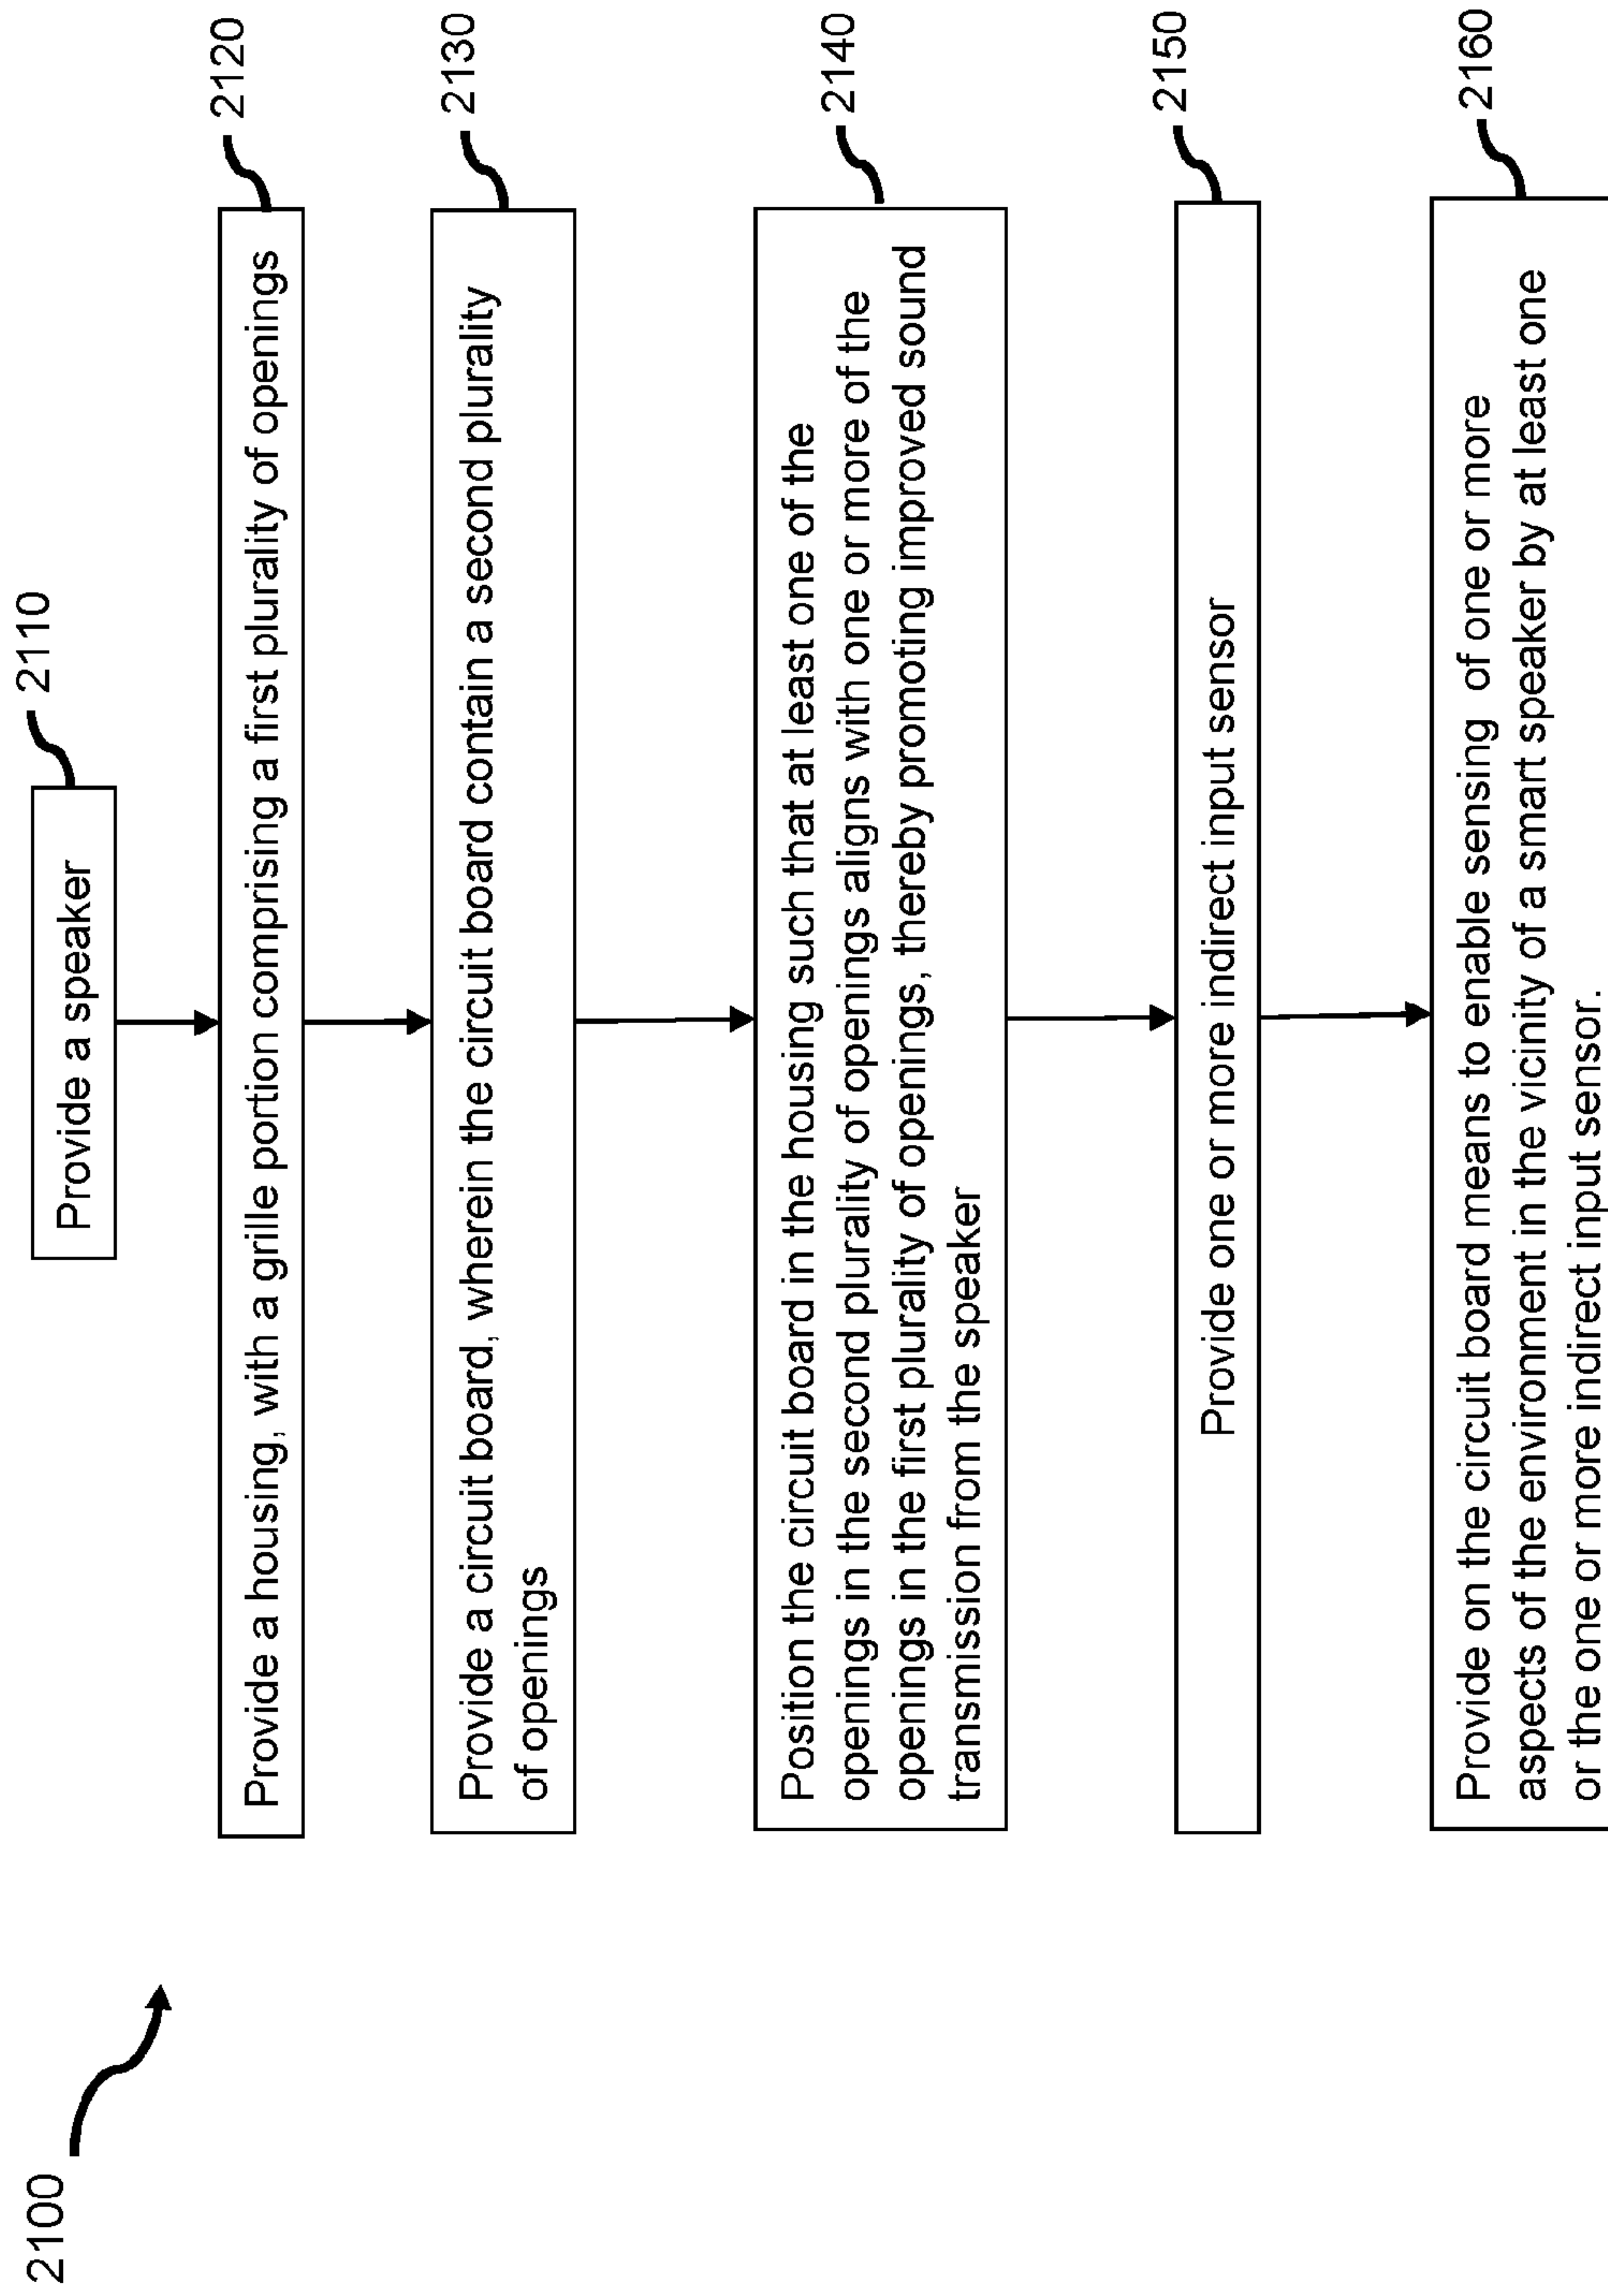 2100
2110
Provide a speaker
2120
Provide a housing, with a grille portion comprising a first plurality of openings
2130
Provide a circuit board, wherein the circuit board contain a second plurality
of openings
2140
Position the circuit board in the housing such that at least one of the
openings in the second plurality of openings aligns with one or more of the
openings in the first plurality of openings, thereby promoting improved sound
transmission from the speaker
2150
Provide one or more indirect input sensor
2160
Provide on the circuit board means to enable sensing of one or more
aspects of the environment in the vicinity of a smart speaker by at least one
or the one or more indirect input sensor.